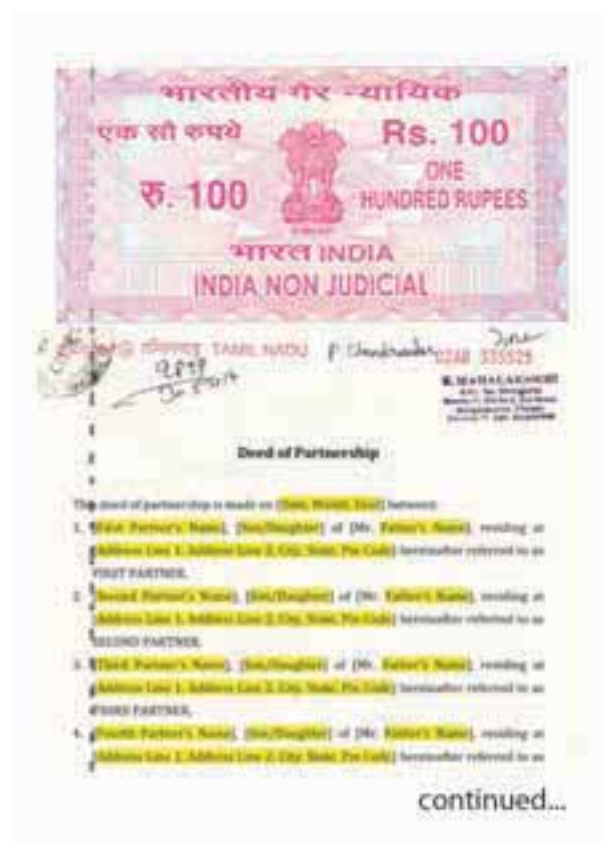 भारतीय गैर न्यायिक
एक सौ रुपये
Rs. 100
रु. 100
ONE
HUNDRED RUPEES
भारत INDIA
INDIA NON JUDICIAL
TAMIL NADU
Deed of Partnership
This deed of partnership is made on [Date, Month, Year] between:
1. [First Partner's Name], [Son/Daughter] of [Mr. Father's Name], residing at
[Address Line 1, Address Line 2, City, State, Pin Code] hereinafter referred to as
FIRST PARTNER.
2. [Second Partner's Name], [Son/Daughter] of [Mr. Father's Name], residing at
[Address Line 1, Address Line 2, City, State, Pin Code] hereinafter referred to as
SECOND PARTNER.
3. [Third Partner's Name], [Son/Daughter] of [Mr. Father's Name], residing at
[Address Line 1, Address Line 2, City, State, Pin Code] hereinafter referred to as
THIRD PARTNER.
4. [Fourth Partner's Name], [Son/Daughter] of [Mr. Father's Name], residing at
[Address Line 1, Address Line 2, City, State, Pin Code] hereinafter referred to as
continued...